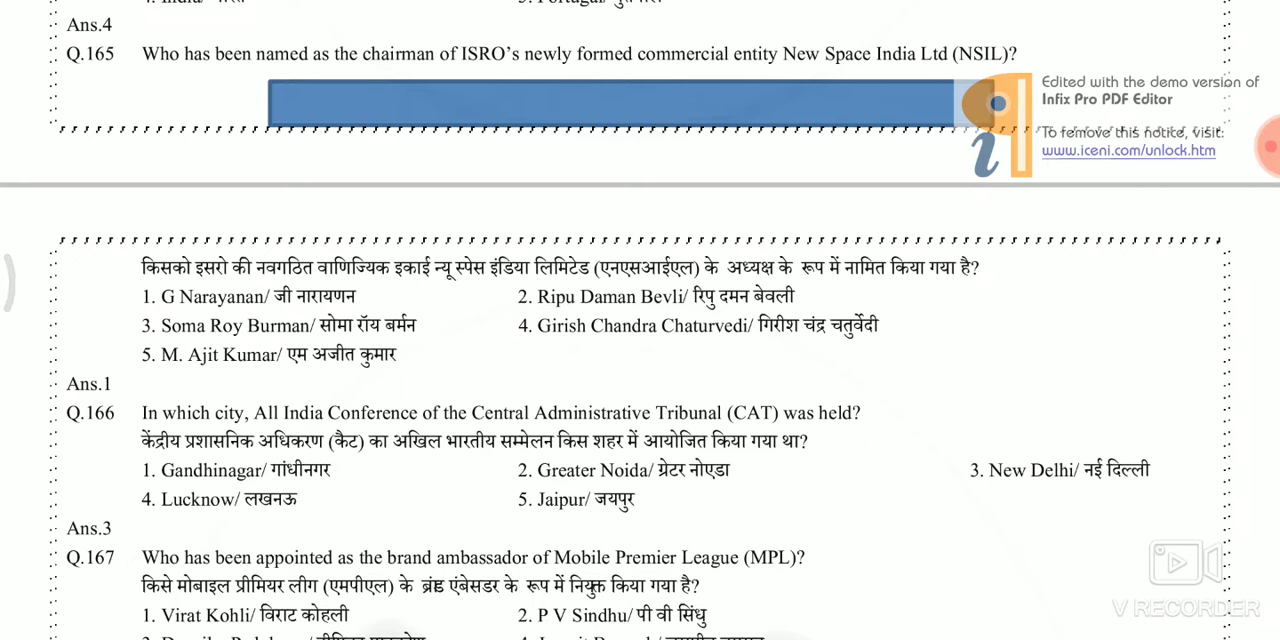 4. India/ भारत
Ans.4
Q.165 Who has been named as the chairman of ISRO’s newly formed commercial entity New Space India Ltd (NSIL)?
Edited with the demo version of
Infix Pro PDF Editor
To remove this notice, visit:
www.iceni.com/unlock.htm
किसको इसरो की नवगठित वाणिज्यिक इकाई न्यू स्पेस इंडिया लिमिटेड (एनएसआईएल) के अध्यक्ष के रूप में नामित किया गया है?
1. G Narayanan/ जी नारायणन 2. Ripu Daman Bevli/ रिपु दमन बेवली
3. Soma Roy Burman/ सोमा रॉय बर्मन 4. Girish Chandra Chaturvedi/ गिरीश चंद्र चतुर्वेदी
5. M. Ajit Kumar/ एम अजीत कुमार
Ans.1
Q.166 In which city, All India Conference of the Central Administrative Tribunal (CAT) was held?
केंद्रीय प्रशासनिक अधिकरण (कैट) का अखिल भारतीय सम्मेलन किस शहर में आयोजित किया गया था?
1. Gandhinagar/ गांधीनगर 2. Greater Noida/ ग्रेटर नोएडा 3. New Delhi/ नई दिल्ली
4. Lucknow/ लखनऊ 5. Jaipur/ जयपुर
Ans.3
Q.167 Who has been appointed as the brand ambassador of Mobile Premier League (MPL)?
किसे मोबाइल प्रीमियर लीग (एमपीएल) के ब्रांड एंबेसडर के रूप में नियुक्त किया गया है?
1. Virat Kohli/ विराट कोहली 2. P V Sindhu/ पी वी सिंधु
V RECORDER